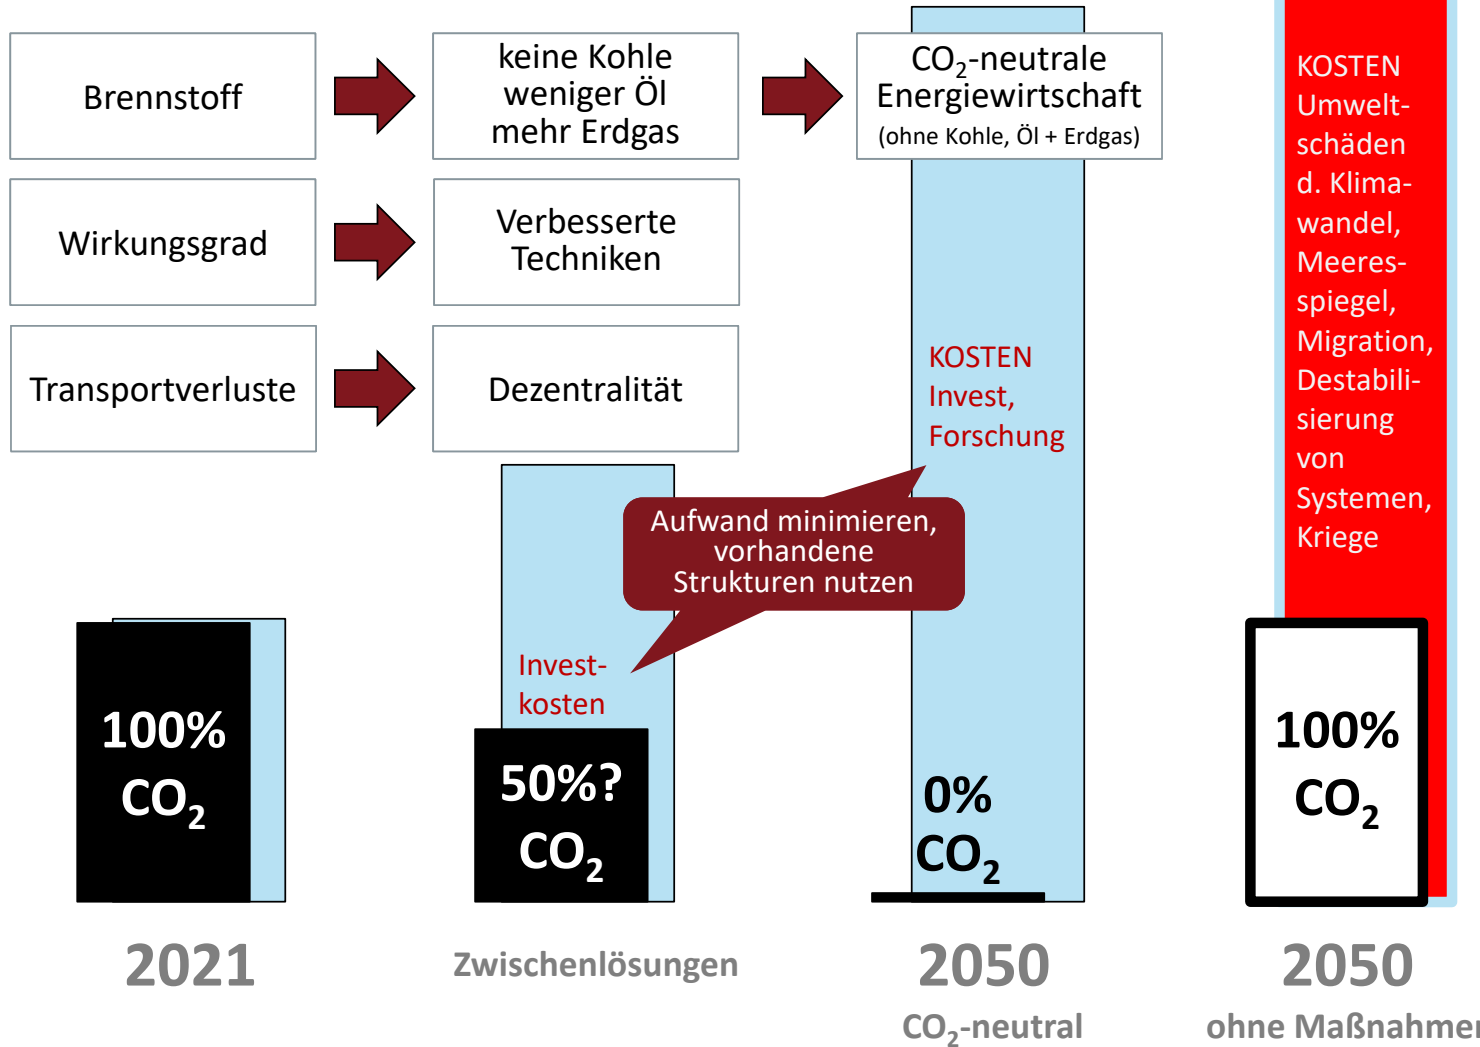 Brennstoff
keine Kohle
weniger Öl
mehr Erdgas
CO₂-neutrale
Energiewirtschaft
(ohne Kohle, Öl + Erdgas)
Wirkungsgrad
Verbesserte
Techniken
Transportverluste
Dezentralität
KOSTEN
Invest,
Forschung
KOSTEN
Umwelt-
schäden
d. Klima-
wandel,
Meeres-
spiegel,
Migration,
Destabili-
sierung
von
Systemen,
Kriege
Aufwand minimieren,
vorhandene
Strukturen nutzen
Invest-
kosten
100%
CO₂
50%?
CO₂
0%
CO₂
100%
CO₂
2021
Zwischenlösungen
2050
CO₂-neutral
2050
ohne Maßnahmen